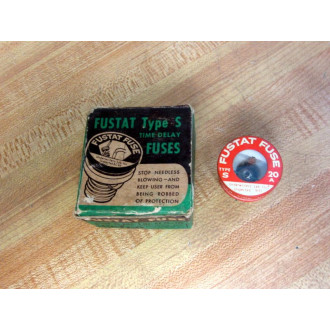 FUSTAT Type-S
TIME-DELAY
FUSES
FUSTAT FUSE
STOP NEEDLESS
BLOWING—AND
KEEP USER FROM
BEING ROBBED
OF PROTECTION
FUSTAT FUSE
TYPE S
20 A.